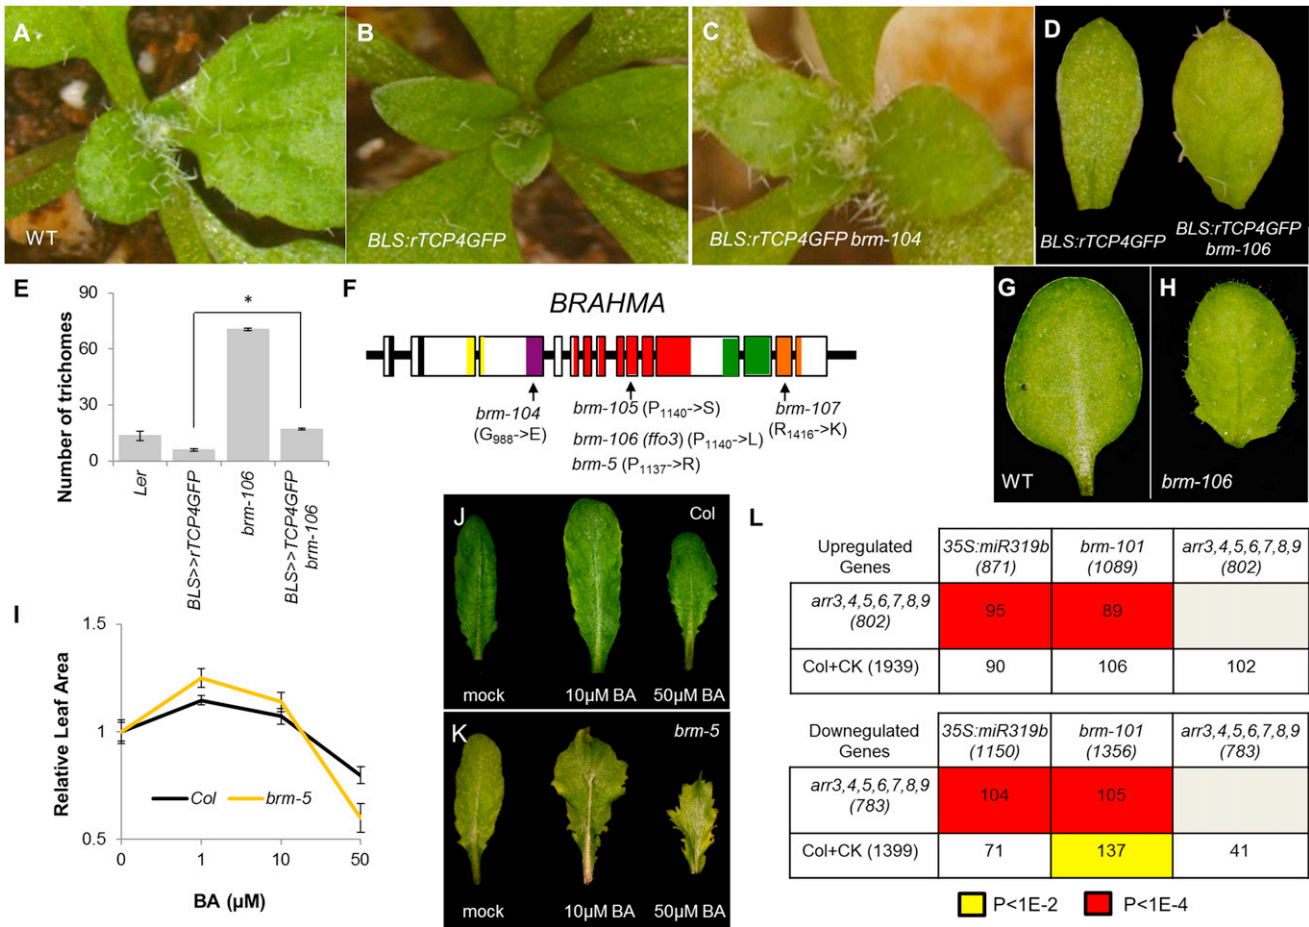 A
WT
B
BLS:rTCP4GFP
C
BLS:rTCP4GFP brm-104
D
BLS:rTCP4GFP
BLS:rTCP4GFP
brm-106
E
Number of trichomes
90
60
30
0
Ler
BLS>>rTCP4GFP
brm-106
BLS>>TCP4GFP
brm-106
*
F
BRAHMA
brm-104
(G988->E)
brm-105 (P1140->S)
brm-106 (ffo3) (P1140->L)
brm-5 (P1137->R)
brm-107
(R1416->K)
G
WT
H
brm-106
I
Relative Leaf Area
1.5
1
0.5
Col
brm-5
0
1
10
50
BA (µM)
J
Col
mock
10µM BA
50µM BA
K
brm-5
mock
10µM BA
50µM BA
L
Upregulated Genes
35S:miR319b (871)
brm-101 (1089)
arr3,4,5,6,7,8,9 (802)
arr3,4,5,6,7,8,9 (802)
95
89
Col+CK (1939)
90
106
102
Downegulated Genes
35S:miR319b (1150)
brm-101 (1356)
arr3,4,5,6,7,8,9 (783)
arr3,4,5,6,7,8,9 (783)
104
105
Col+CK (1399)
71
137
41
P<1E-2
P<1E-4